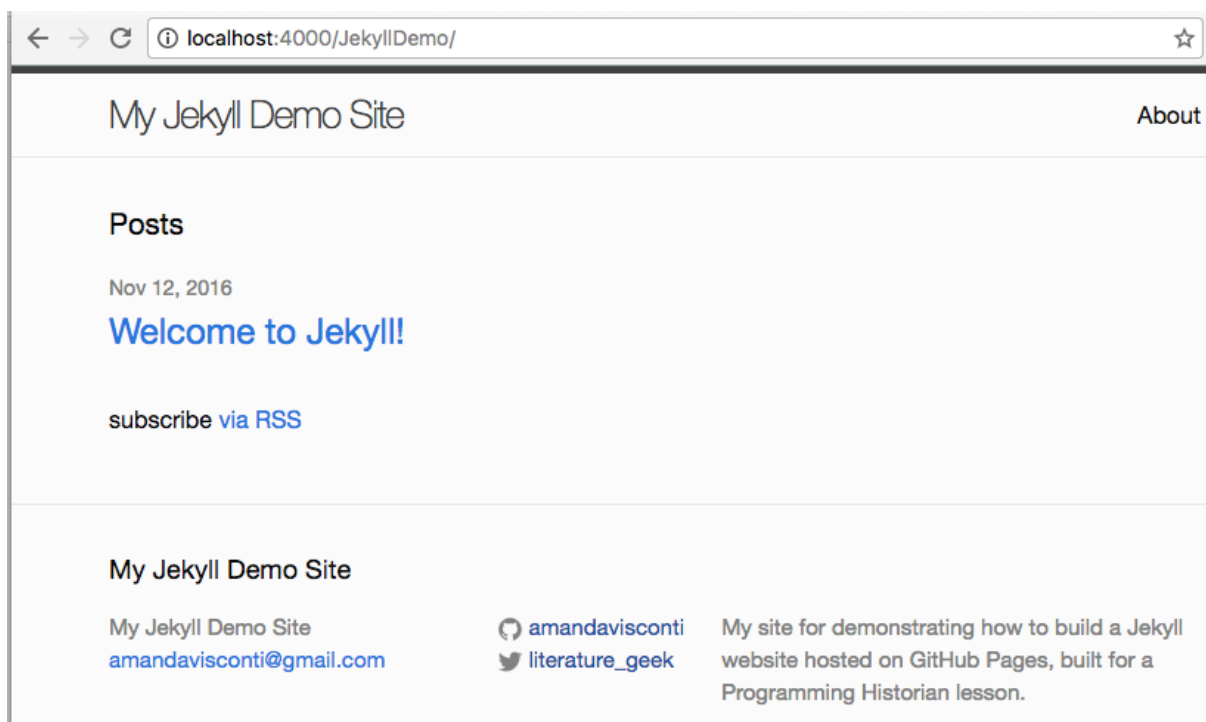 localhost:4000/JekyllDemo/
My Jekyll Demo Site
About
Posts
Nov 12, 2016
Welcome to Jekyll!
subscribe via RSS
My Jekyll Demo Site
My Jekyll Demo Site
amandavisconti@gmail.com
amandavisconti
literature_geek
My site for demonstrating how to build a Jekyll
website hosted on GitHub Pages, built for a
Programming Historian lesson.